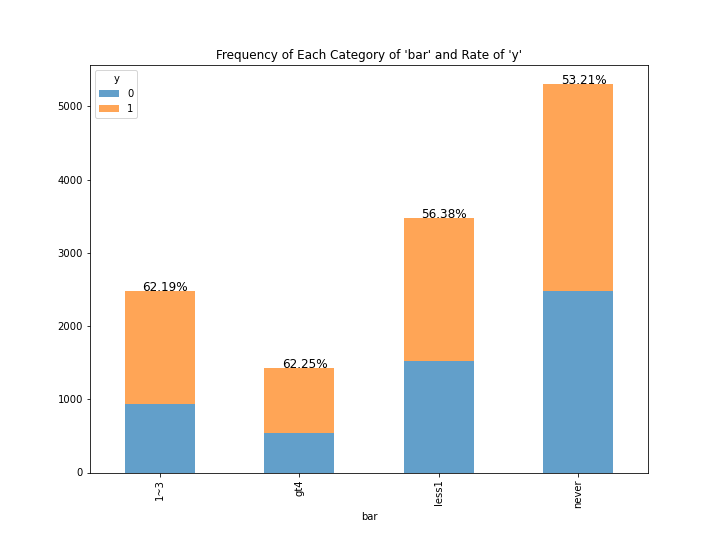 Frequency of Each Category of 'bar' and Rate of 'y'
y
0
1
5000
4000
3000
2000
1000
0
62.19%
62.25%
56.38%
53.21%
1~3
gt4
less1
never
bar